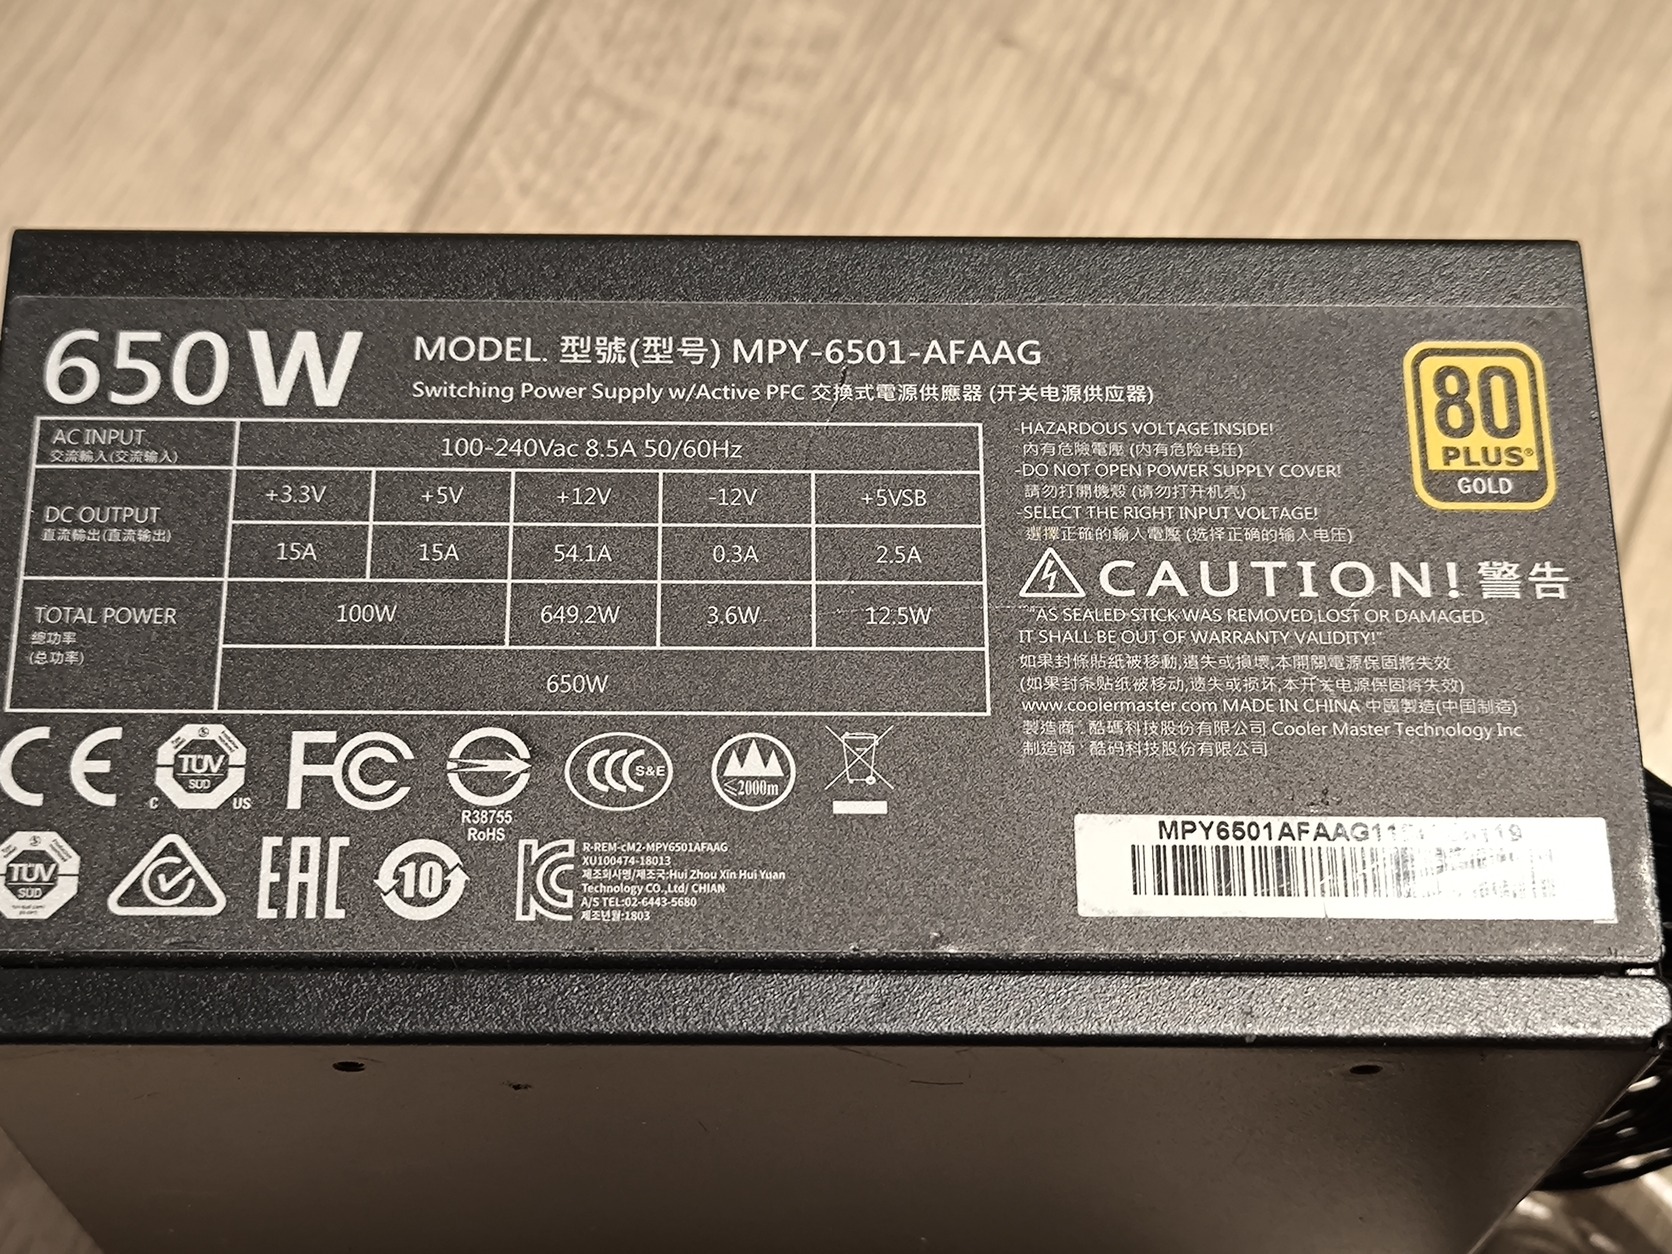 650W
MODEL. 型號(型号) MPY-6501-AFAAG
Switching Power Supply w/Active PFC 交換式電源供應器 (开关电源供应器)
AC INPUT
交流輸入(交流输入)
100-240Vac 8.5A 50/60Hz
DC OUTPUT
直流輸出(直流输出)
+3.3V +5V +12V -12V +5VSB
15A 15A 54.1A 0.3A 2.5A
TOTAL POWER
總功率
(总功率)
100W 649.2W 3.6W 12.5W
650W
-HAZARDOUS VOLTAGE INSIDE!
內有危險電壓 (内有危险电压)
-DO NOT OPEN POWER SUPPLY COVER!
請勿打開機殼 (请勿打开机壳)
-SELECT THE RIGHT INPUT VOLTAGE!
選擇正確的輸入電壓 (选择正确的输入电压)
80
PLUS®
GOLD
CAUTION! 警告
"AS SEALED STICK WAS REMOVED,LOST OR DAMAGED,
IT SHALL BE OUT OF WARRANTY VALIDITY!"
如果封條貼紙被移動,遺失或損壞,本開關電源保固將失效
(如果封条贴纸被移动,遗失或损坏,本开关电源保固将失效)
www.coolermaster.com MADE IN CHINA 中國製造(中国制造)
製造商:酷碼科技股份有限公司 Cooler Master Technology Inc
制造商:酷码科技股份有限公司
CE
TÜV
SÜD
C US
FC
R38755
RoHS
CCC S&E
≤2000m
TÜV
SÜD
EAC
10
R-REM-cM2-MPY6501AFAAG
XU100474-18013
제조회사명/제조국:Hui Zhou Xin Hui Yuan
Technology CO.,Ltd/ CHIAN
A/S TEL:02-6443-5680
제조년월:1803